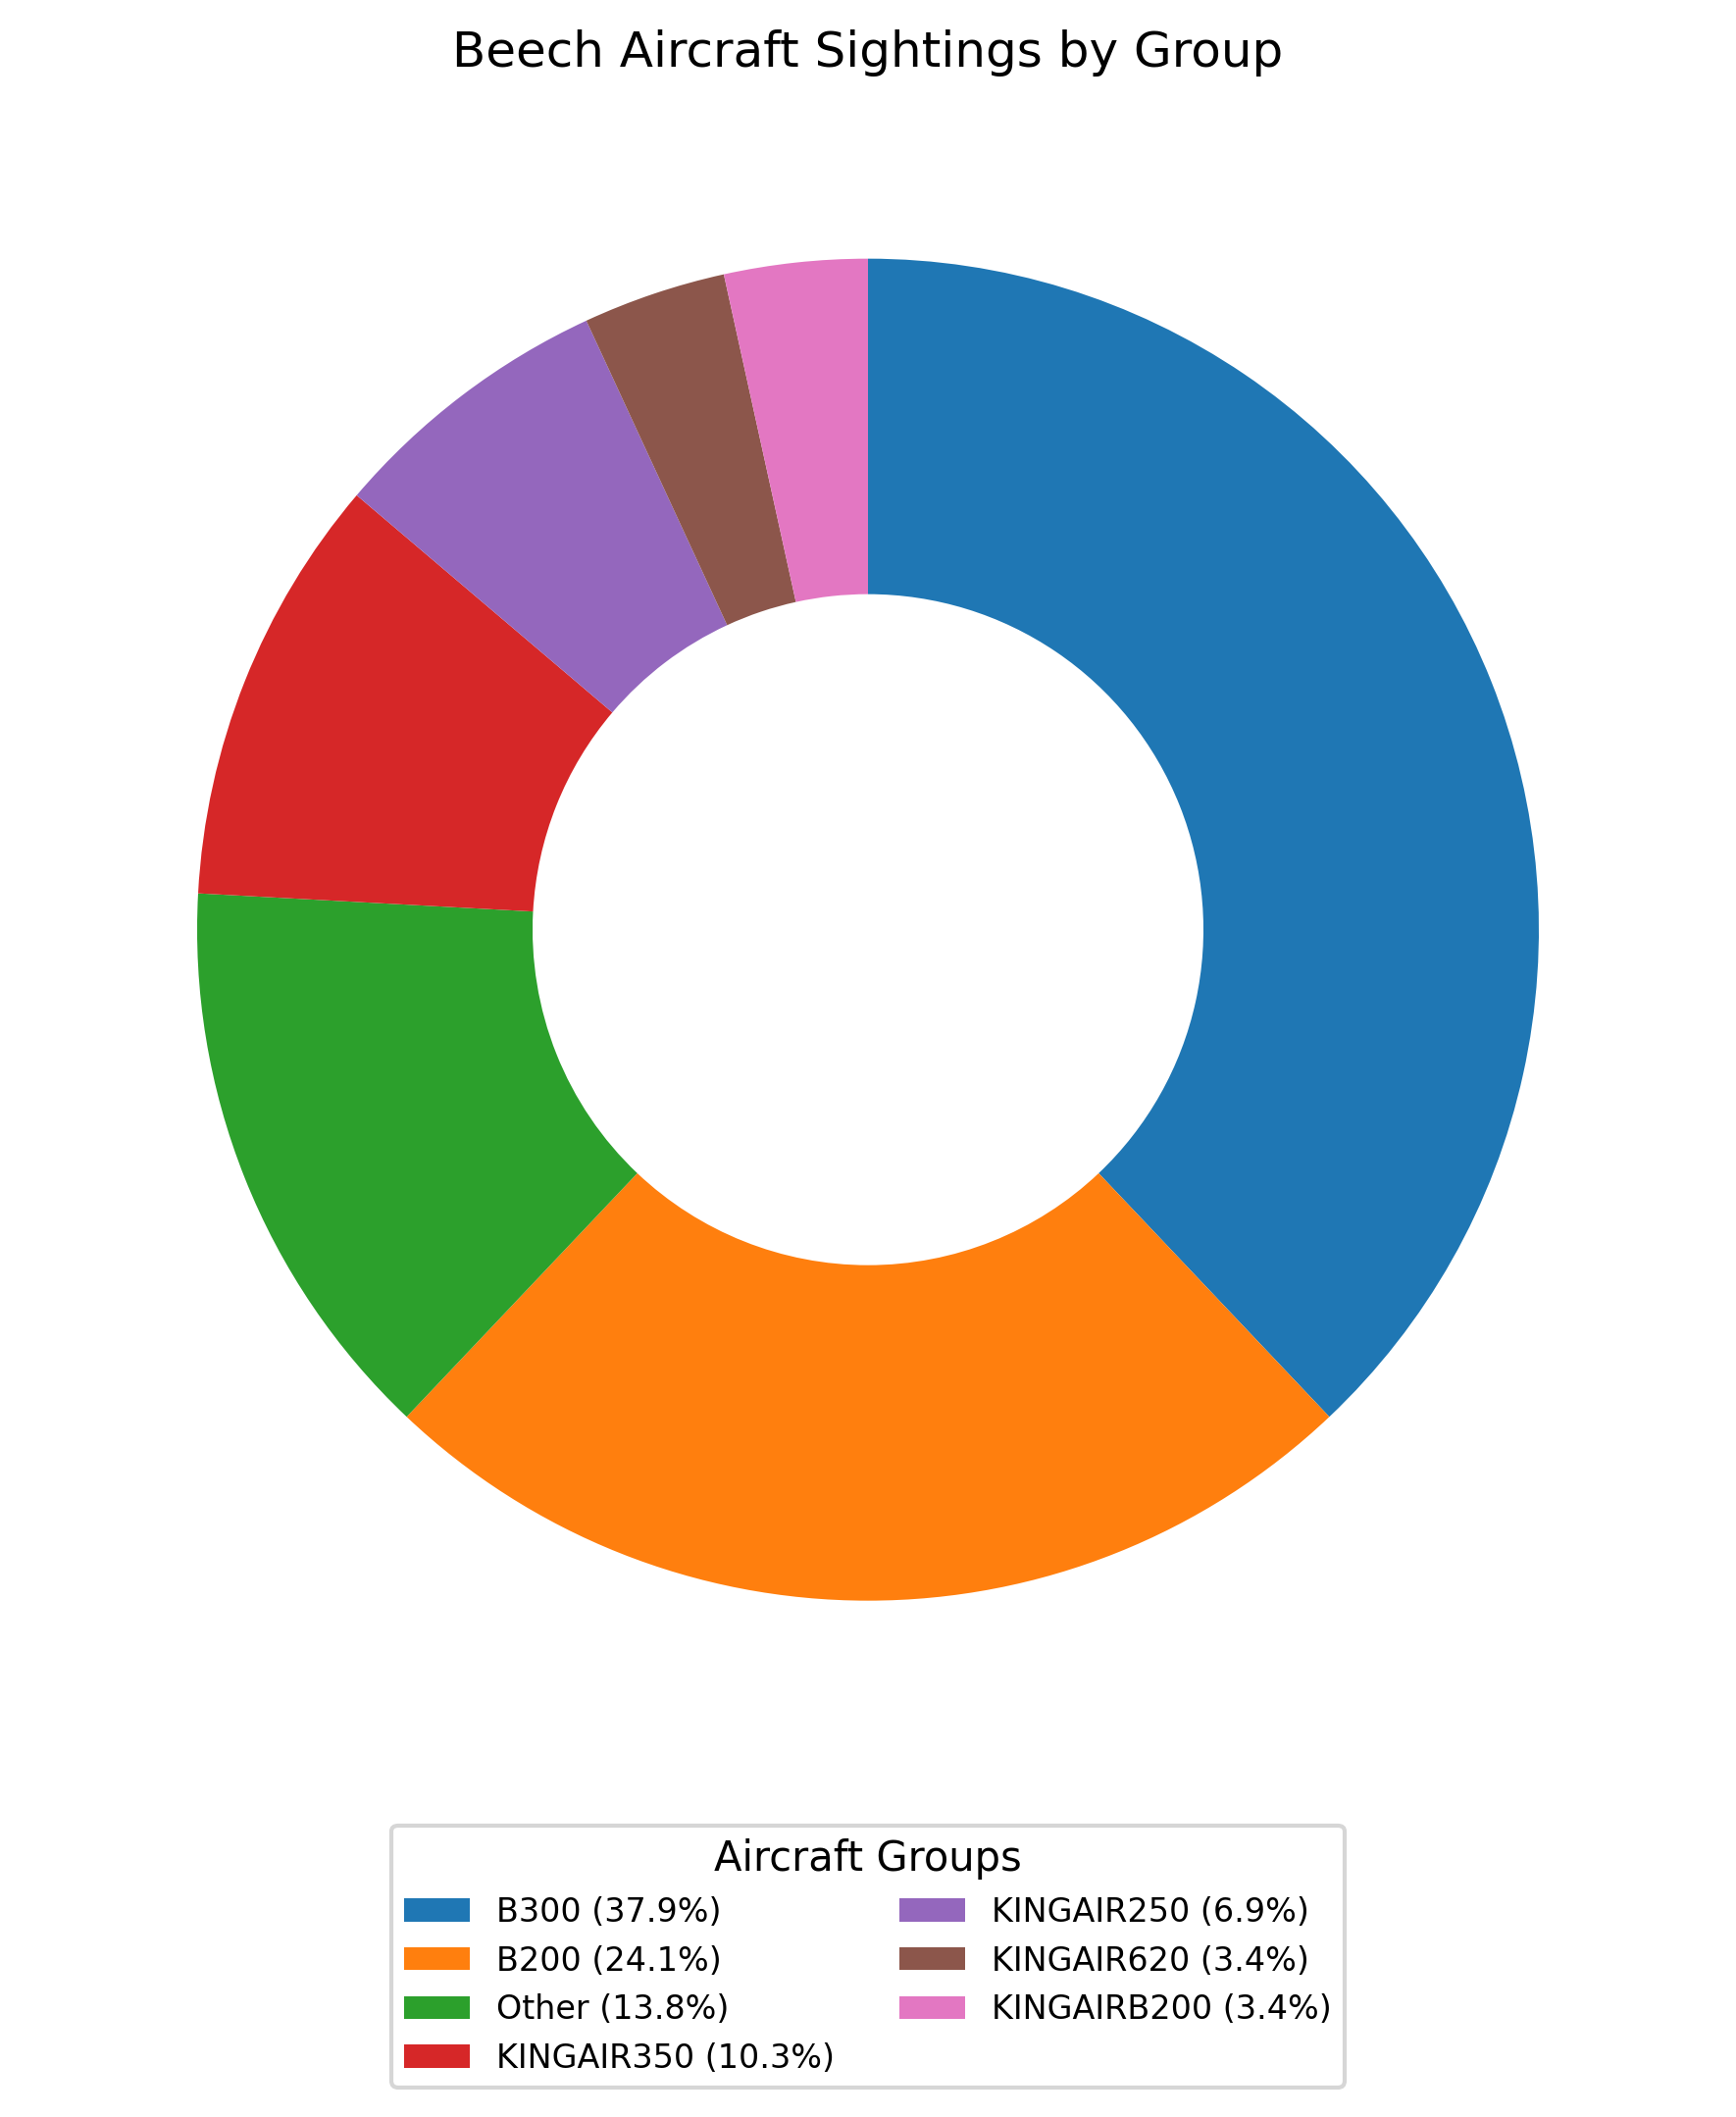 Beech Aircraft Sightings by Group
Aircraft Groups
B300 (37.9%)
B200 (24.1%)
Other (13.8%)
KINGAIR350 (10.3%)
KINGAIR250 (6.9%)
KINGAIR620 (3.4%)
KINGAIRB200 (3.4%)